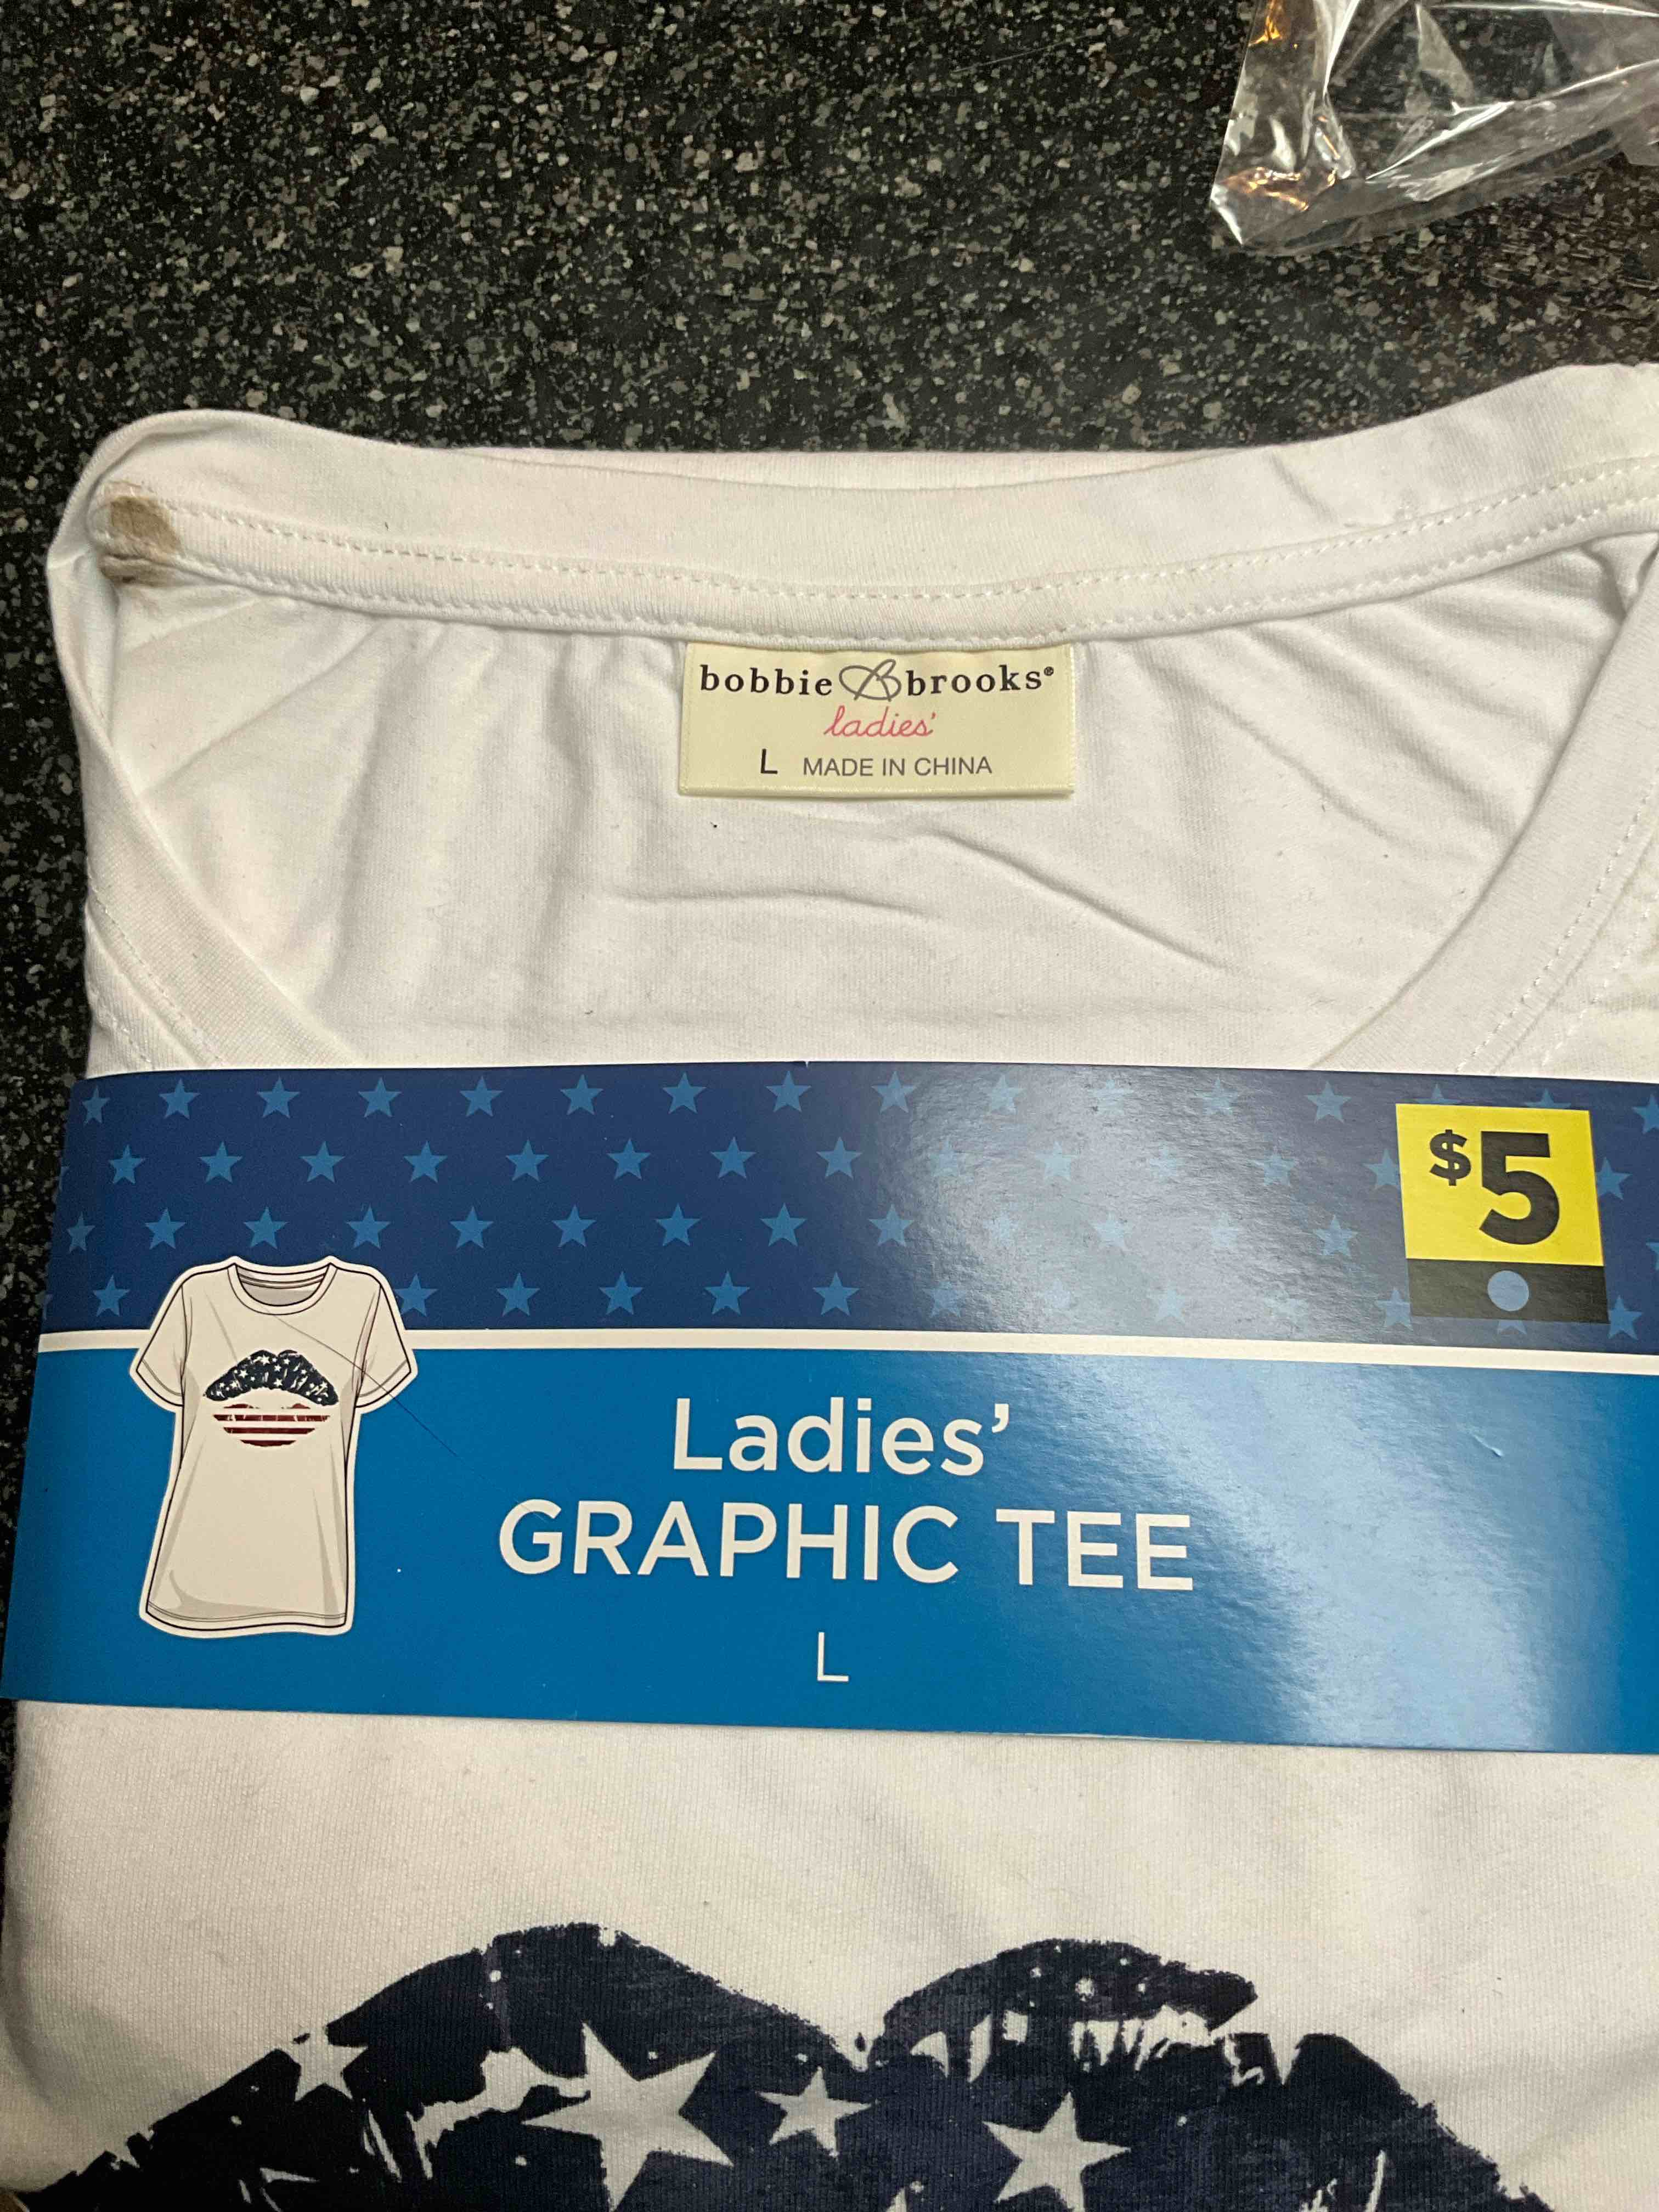 bobbie brooks®
ladies'
L MADE IN CHINA
$5
Ladies'
GRAPHIC TEE
L